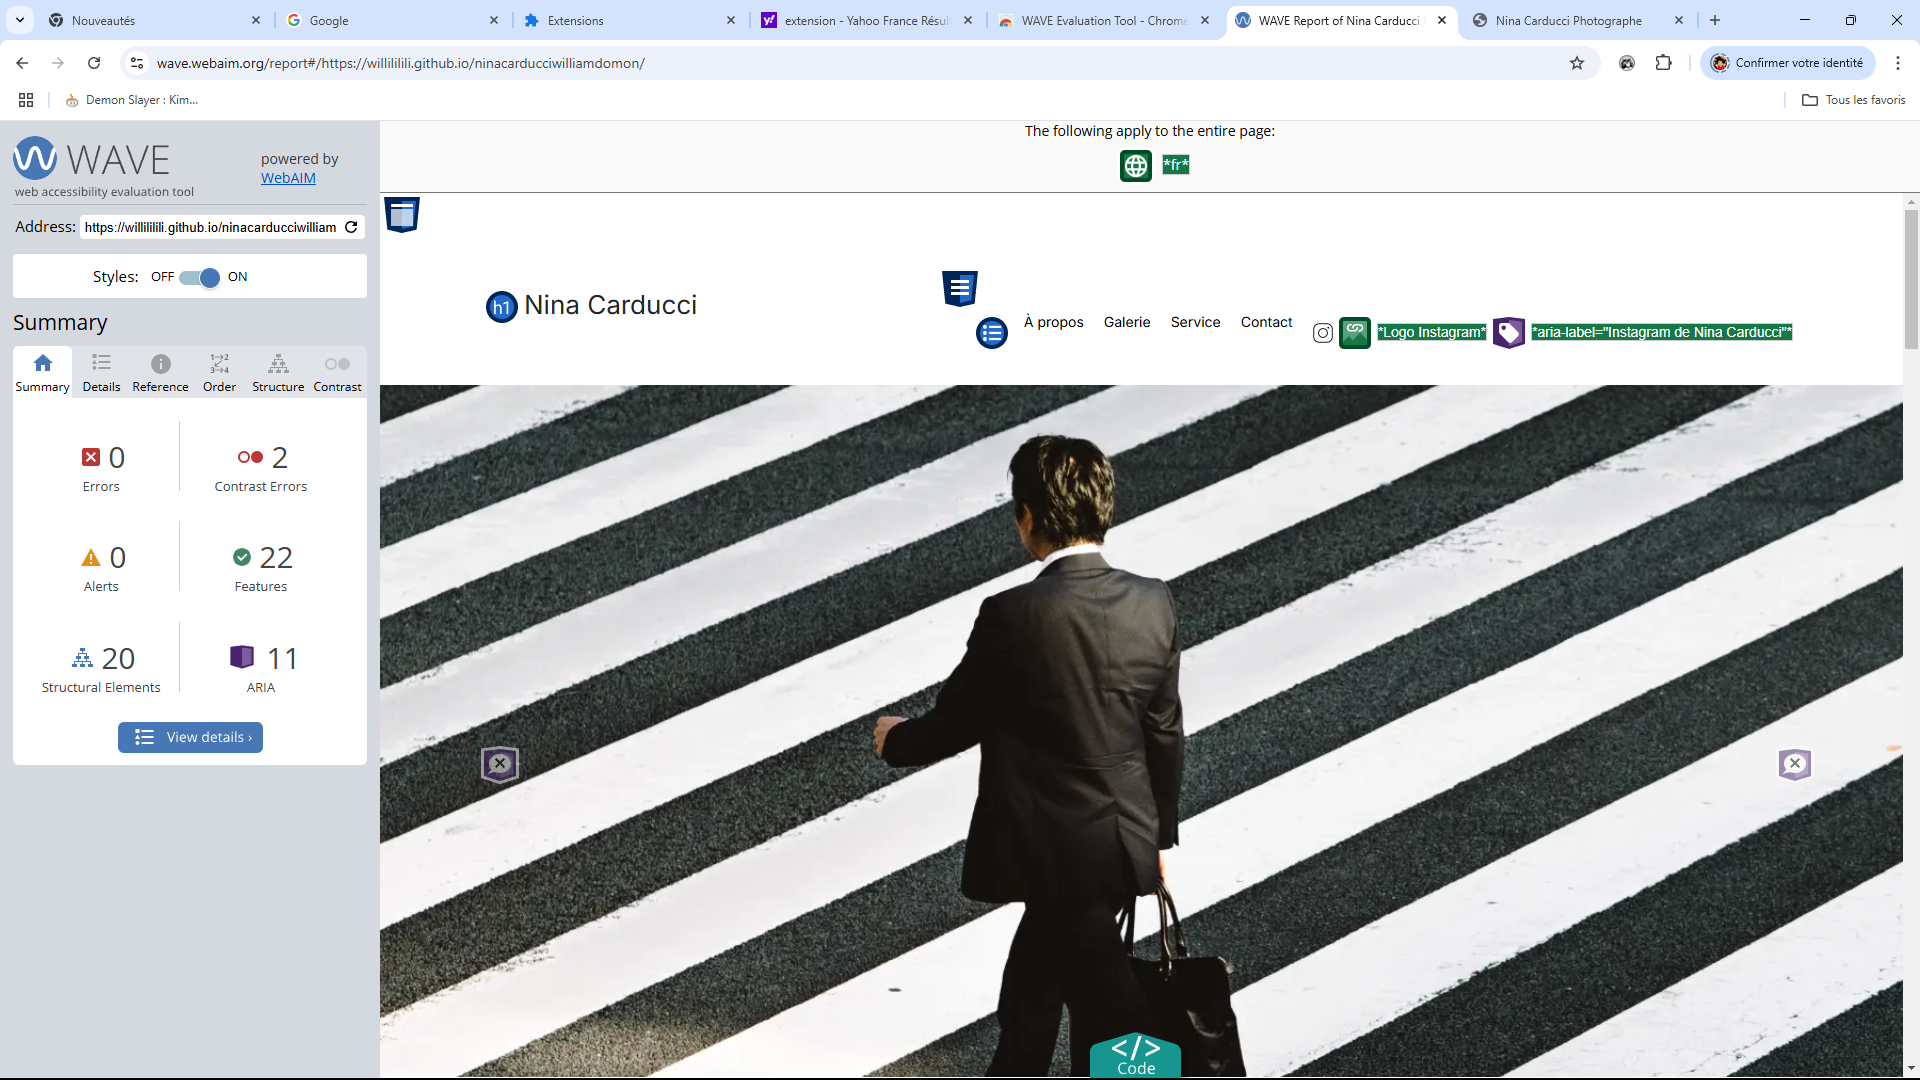 Nouveautés
Google
Extensions
extension - Yahoo France Résul
WAVE Evaluation Tool - Chrome
WAVE Report of Nina Carducci
Nina Carducci Photographe
wave.webaim.org/report#/https://willililili.github.io/ninacarducciwilliamdomon/
Confirmer votre identité
Demon Slayer : Kim...
Tous les favoris
WAVE
web accessibility evaluation tool
powered by
WebAIM
Address: https://willililili.github.io/ninacarducciwilliam
Styles: OFF ON
Summary
Summary Details Reference Order Structure Contrast
0
Errors
2
Contrast Errors
0
Alerts
22
Features
20
Structural Elements
11
ARIA
View details ›
The following apply to the entire page:
*fr*
h1 Nina Carducci
À propos Galerie Service Contact
*Logo Instagram* *aria-label="Instagram de Nina Carducci"*
</>
Code